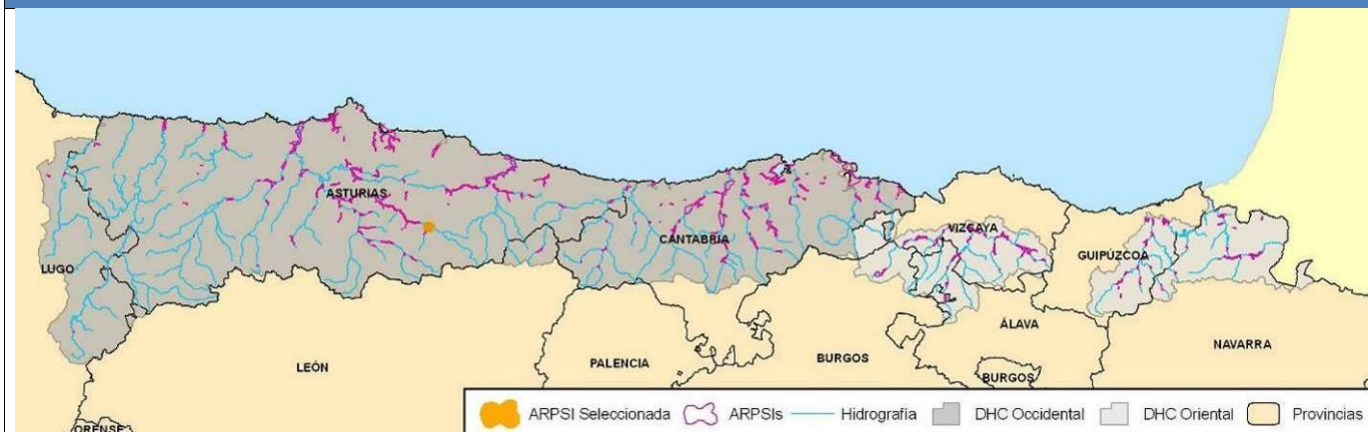 ASTURIAS
VIZCAYA
CANTABRIA
GUIPÚZCOA
LUGO
ÁLAVA
NAVARRA
LEÓN
PALENCIA
BURGOS
BURGOS
ORENSE
ARPSI Seleccionada
ARPSIs
Hidrografía
DHC Occidental
DHC Oriental
Provincias